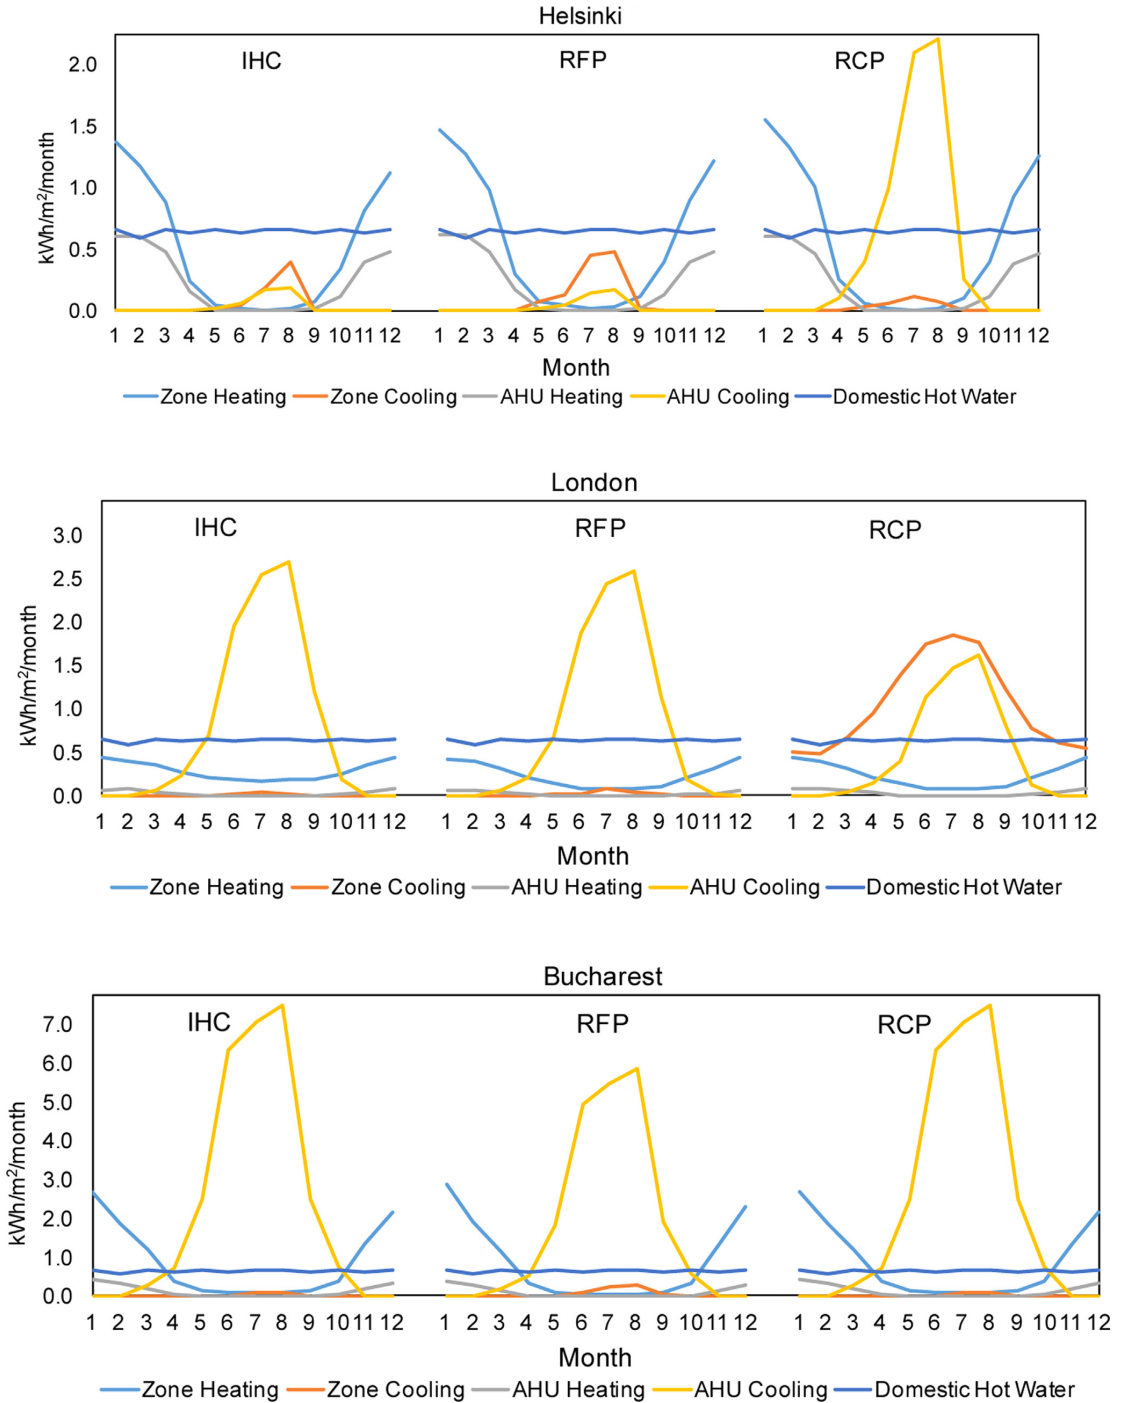 Helsinki
IHC RFP RCP
2.0
1.5
1.0
0.5
0.0
kWh/m²/month
1 2 3 4 5 6 7 8 9 10 11 12 1 2 3 4 5 6 7 8 9 10 11 12 1 2 3 4 5 6 7 8 9 10 11 12
Month
Zone Heating Zone Cooling AHU Heating AHU Cooling Domestic Hot Water
London
IHC RFP RCP
3.0
2.5
2.0
1.5
1.0
0.5
0.0
kWh/m²/month
1 2 3 4 5 6 7 8 9 10 11 12 1 2 3 4 5 6 7 8 9 10 11 12 1 2 3 4 5 6 7 8 9 10 11 12
Month
Zone Heating Zone Cooling AHU Heating AHU Cooling Domestic Hot Water
Bucharest
IHC RFP RCP
7.0
6.0
5.0
4.0
3.0
2.0
1.0
0.0
kWh/m²/month
1 2 3 4 5 6 7 8 9 10 11 12 1 2 3 4 5 6 7 8 9 10 11 12 1 2 3 4 5 6 7 8 9 10 11 12
Month
Zone Heating Zone Cooling AHU Heating AHU Cooling Domestic Hot Water